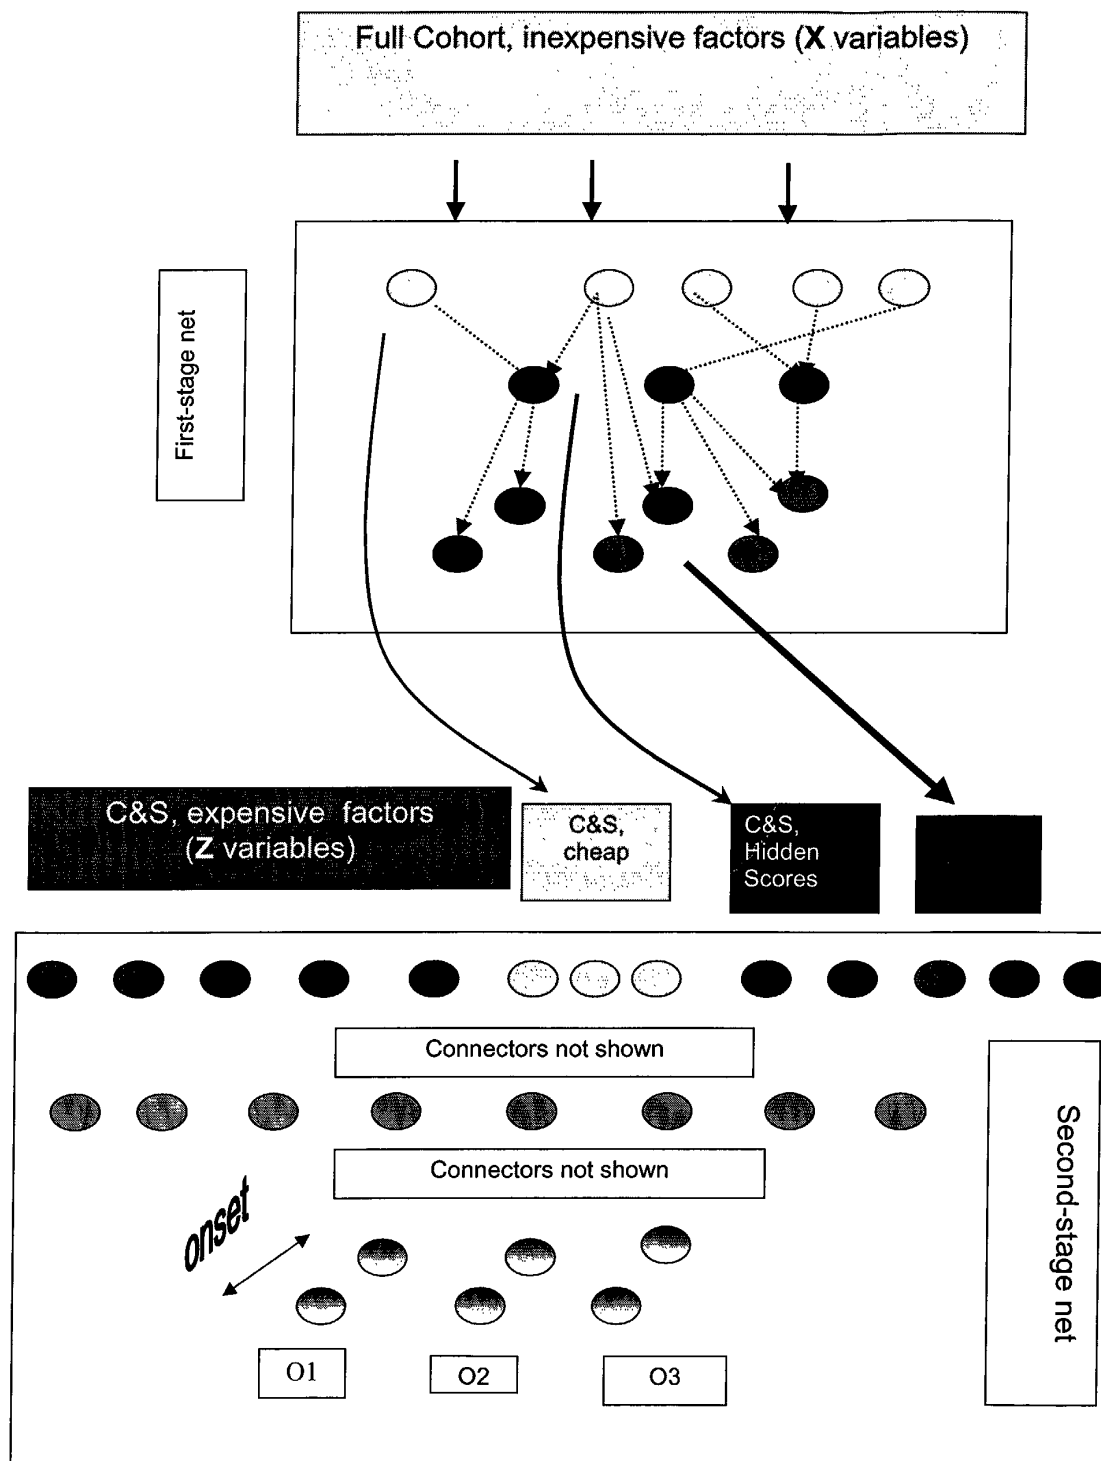 Full Cohort, inexpensive factors (X variables)
First-stage net
C&S, expensive factors
(Z variables)
C&S,
cheap
C&S,
Hidden
Scores
Connectors not shown
Connectors not shown
onset
Second-stage net
O1
O2
O3